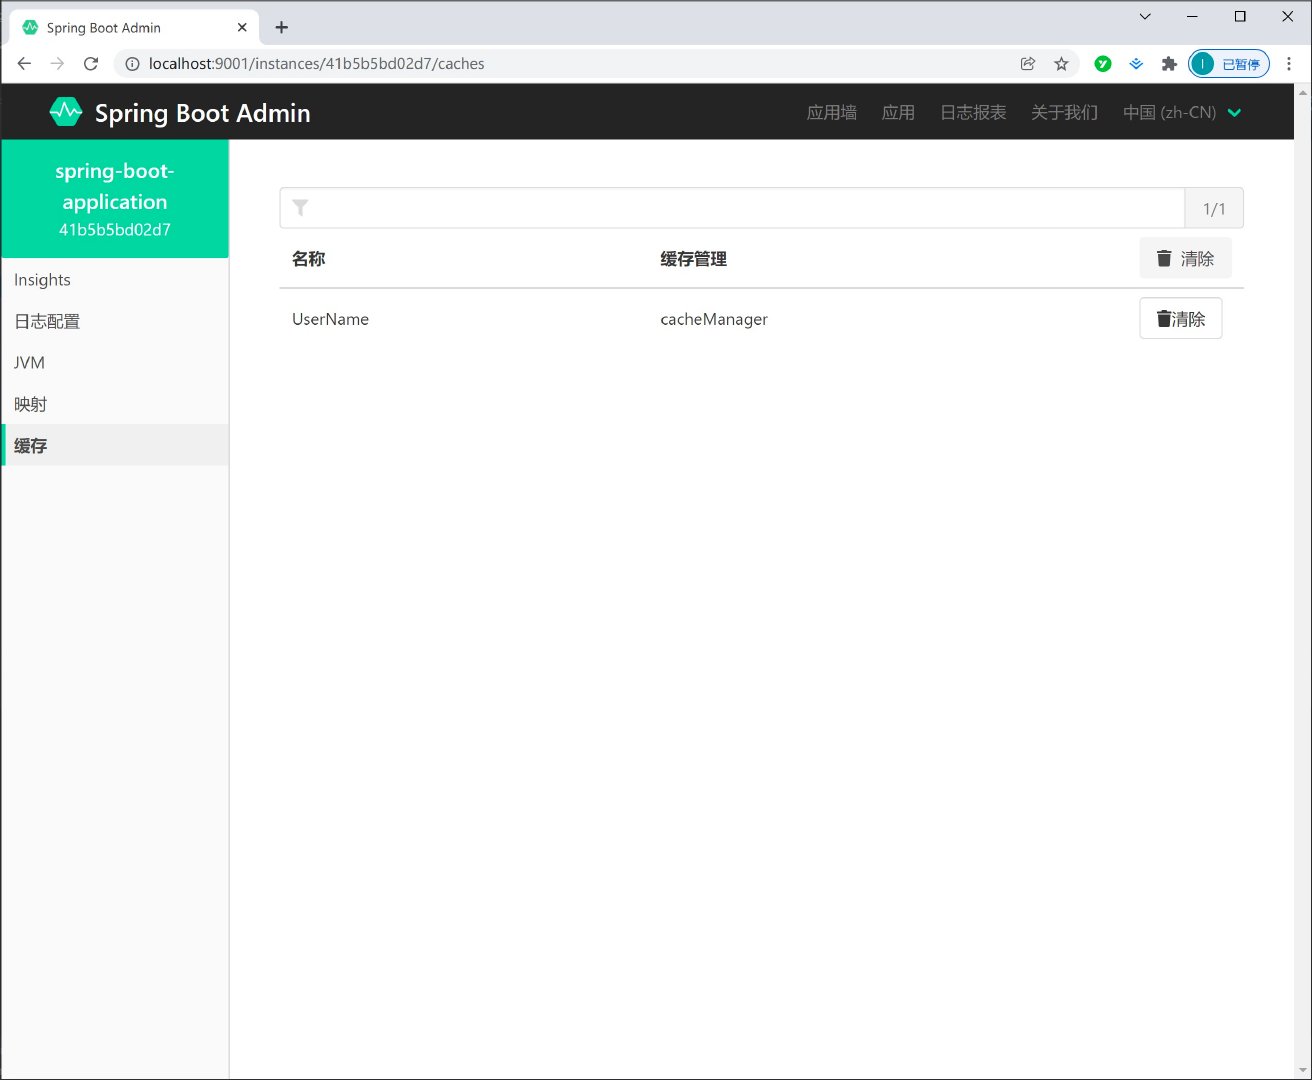 Spring Boot Admin
localhost:9001/instances/41b5b5bd02d7/caches
I 已暂停
Spring Boot Admin 应用墙 应用 日志报表 关于我们 中国 (zh-CN)
spring-boot-
application
41b5b5bd02d7
Insights
日志配置
JVM
映射
缓存
1/1
名称 缓存管理 清除
UserName cacheManager 清除